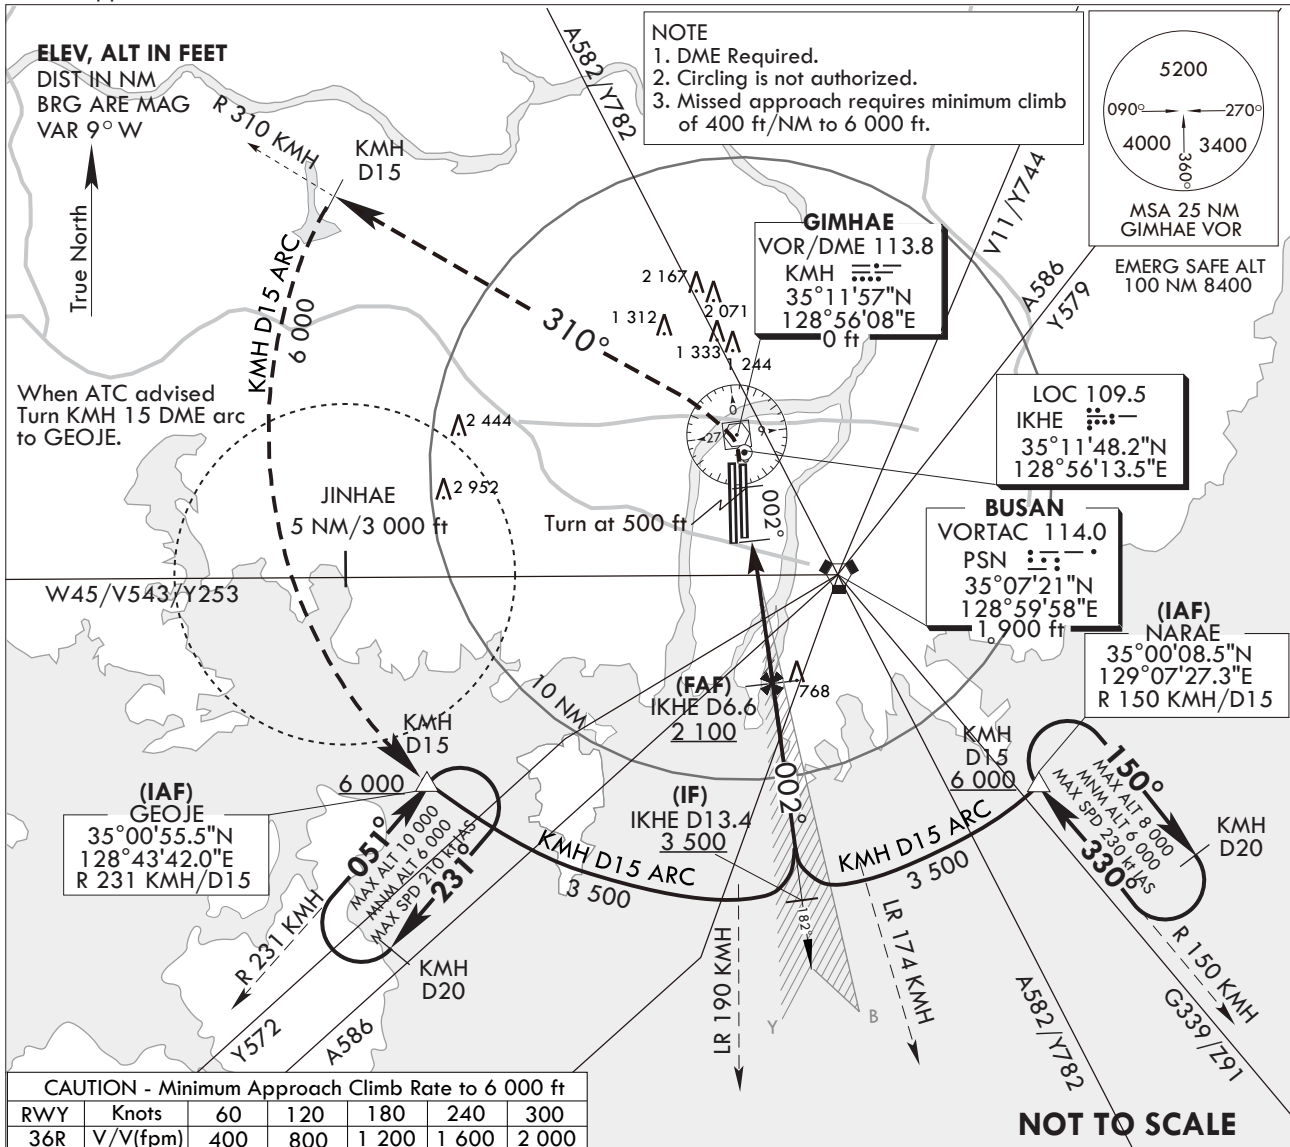 ELEV, ALT IN FEET
DIST IN NM
BRG ARE MAG
VAR 9° W
True North
R 310 KMH
KMH
D15
A582/Y782
NOTE
1. DME Required.
2. Circling is not authorized.
3. Missed approach requires minimum climb
of 400 ft/NM to 6 000 ft.
5200
090°
270°
4000
3400
360°
MSA 25 NM
GIMHAE VOR
EMERG SAFE ALT
100 NM 8400
V11/Y744
A586
Y579
GIMHAE
VOR/DME 113.8
KMH
35°11'57"N
128°56'08"E
0 ft
2 167
2 071
1 312
1 333
1 244
KMH D15 ARC
6 000
310°
When ATC advised
Turn KMH 15 DME arc
to GEOJE.
2 444
2 952
0
9
27
LOC 109.5
IKHE
35°11'48.2"N
128°56'13.5"E
JINHAE
5 NM/3 000 ft
Turn at 500 ft
002°
BUSAN
VORTAC 114.0
PSN
35°07'21"N
128°59'58"E
1,900 ft
W45/V543/Y253
(IAF)
NARAE
35°00'08.5"N
129°07'27.3"E
R 150 KMH/D15
10 NM
(FAF)
IKHE D6.6
2 100
768
KMH
D15
6 000
KMH
D15
6 000
(IAF)
GEOJE
35°00'55.5"N
128°43'42.0"E
R 231 KMH/D15
051°
MAX ALT 10 000
MNM ALT 6 000
MAX SPD 210 kt IAS
231°
(IF)
IKHE D13.4
3 500
002°
150°
MAX ALT 8 000
MNM ALT 6 000
MAX SPD 230 kt IAS
330°
KMH
D20
KMH D15 ARC
3 500
KMH D15 ARC
3 500
182°
R 231 KMH
KMH
D20
Y572
A586
LR 190 KMH
Y
B
LR 174 KMH
A582/Y782
R 150 KMH
G339/Z91
CAUTION - Minimum Approach Climb Rate to 6 000 ft
RWY Knots 60 120 180 240 300
36R V/V(fpm) 400 800 1 200 1 600 2 000
NOT TO SCALE